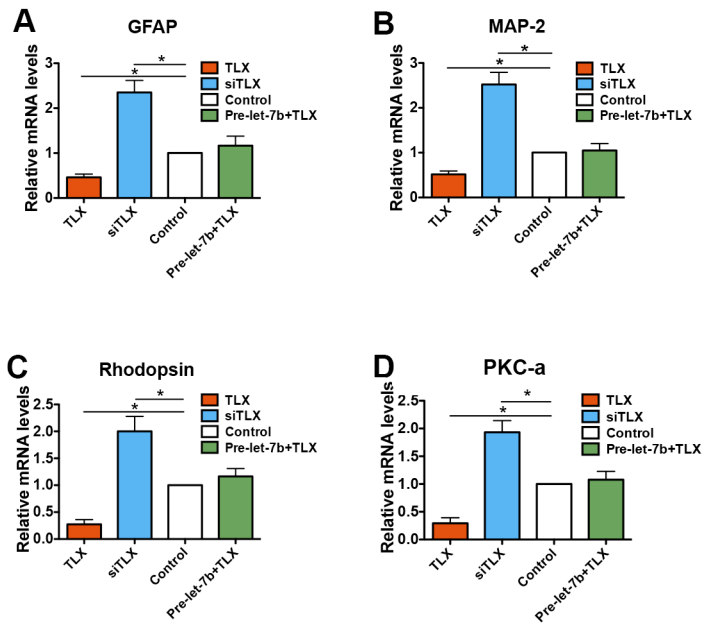 A
GFAP
Relative mRNA levels
3
2
1
0
*
*
TLX
siTLX
Control
Pre-let-7b+TLX
TLX
siTLX
Control
Pre-let-7b+TLX
B
MAP-2
Relative mRNA levels
3
2
1
0
*
*
TLX
siTLX
Control
Pre-let-7b+TLX
TLX
siTLX
Control
Pre-let-7b+TLX
C
Rhodopsin
Relative mRNA levels
2.5
2.0
1.5
1.0
0.5
0.0
*
*
TLX
siTLX
Control
Pre-let-7b+TLX
TLX
siTLX
Control
Pre-let-7b+TLX
D
PKC-a
Relative mRNA levels
2.5
2.0
1.5
1.0
0.5
0.0
*
*
TLX
siTLX
Control
Pre-let-7b+TLX
TLX
siTLX
Control
Pre-let-7b+TLX